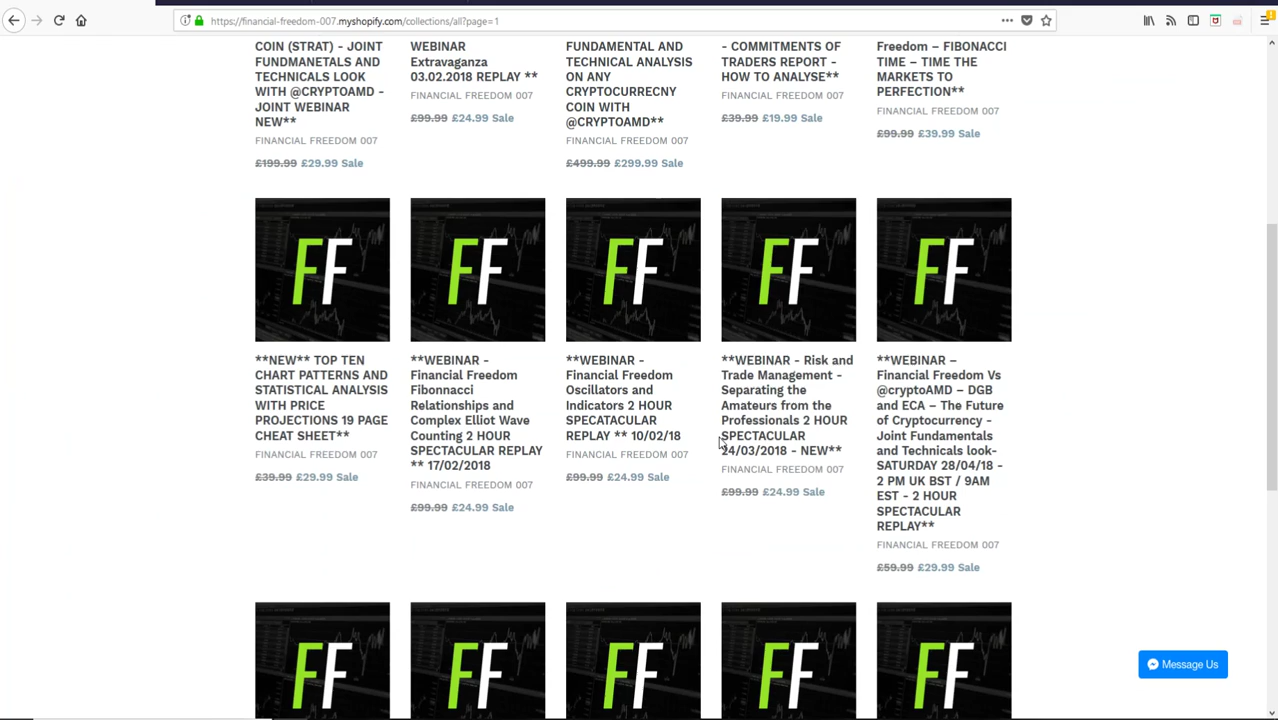 https://financial-freedom-007.myshopify.com/collections/all?page=1
COIN (STRAT) - JOINT
FUNDMANETALS AND
TECHNICALS LOOK
WITH @CRYPTOAMD -
JOINT WEBINAR
NEW**
FINANCIAL FREEDOM 007
£199.99 £29.99 Sale
WEBINAR
Extravaganza
03.02.2018 REPLAY **
FINANCIAL FREEDOM 007
£99.99 £24.99 Sale
FUNDAMENTAL AND
TECHNICAL ANALYSIS
ON ANY
CRYPTOCURRECNY
COIN WITH
@CRYPTOAMD**
FINANCIAL FREEDOM 007
£499.99 £299.99 Sale
- COMMITMENTS OF
TRADERS REPORT -
HOW TO ANALYSE**
FINANCIAL FREEDOM 007
£39.99 £19.99 Sale
Freedom – FIBONACCI
TIME – TIME THE
MARKETS TO
PERFECTION**
FINANCIAL FREEDOM 007
£99.99 £39.99 Sale
FF
FF
FF
FF
FF
**NEW** TOP TEN
CHART PATTERNS AND
STATISTICAL ANALYSIS
WITH PRICE
PROJECTIONS 19 PAGE
CHEAT SHEET**
FINANCIAL FREEDOM 007
£39.99 £29.99 Sale
**WEBINAR -
Financial Freedom
Fibonnacci
Relationships and
Complex Elliot Wave
Counting 2 HOUR
SPECTACULAR REPLAY
** 17/02/2018
FINANCIAL FREEDOM 007
£99.99 £24.99 Sale
**WEBINAR -
Financial Freedom
Oscillators and
Indicators 2 HOUR
SPECATACULAR
REPLAY ** 10/02/18
FINANCIAL FREEDOM 007
£99.99 £24.99 Sale
**WEBINAR - Risk and
Trade Management -
Separating the
Amateurs from the
Professionals 2 HOUR
SPECTACULAR
24/03/2018 - NEW**
FINANCIAL FREEDOM 007
£99.99 £24.99 Sale
**WEBINAR –
Financial Freedom Vs
@cryptoAMD – DGB
and ECA – The Future
of Cryptocurrency -
Joint Fundamentals
and Technicals look-
SATURDAY 28/04/18 -
2 PM UK BST / 9AM
EST - 2 HOUR
SPECTACULAR
REPLAY**
FINANCIAL FREEDOM 007
£59.99 £29.99 Sale
FF
FF
FF
FF
FF
Message Us